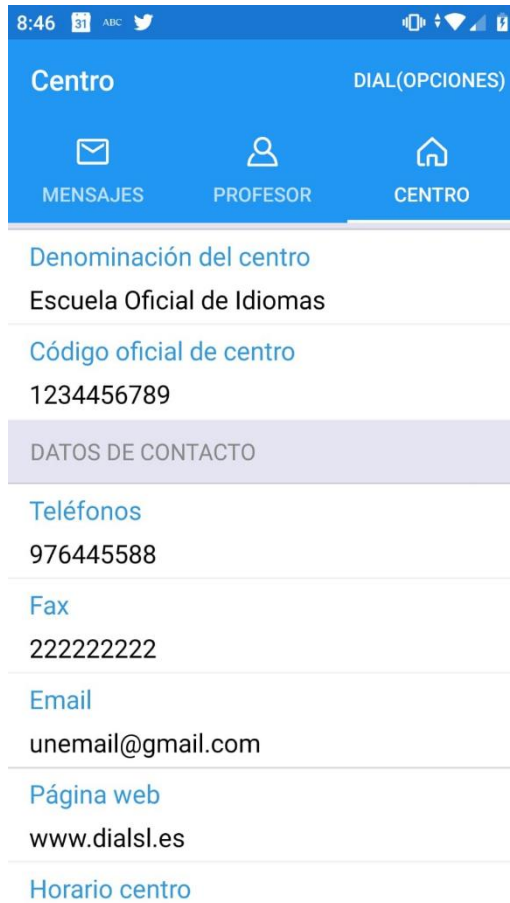 8:46 31 ABC
Centro DIAL(OPCIONES)
MENSAJES PROFESOR CENTRO
Denominación del centro
Escuela Oficial de Idiomas
Código oficial de centro
1234456789
DATOS DE CONTACTO
Teléfonos
976445588
Fax
222222222
Email
unemail@gmail.com
Página web
www.dialsl.es
Horario centro